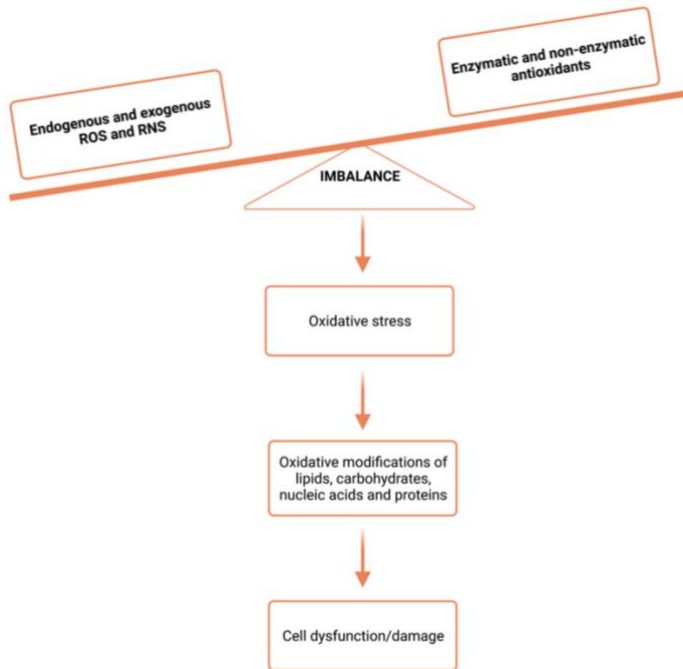 Enzymatic and non-enzymatic
antioxidants
Endogenous and exogenous
ROS and RNS
IMBALANCE
Oxidative stress
Oxidative modifications of
lipids, carbohydrates,
nucleic acids and proteins
Cell dysfunction/damage